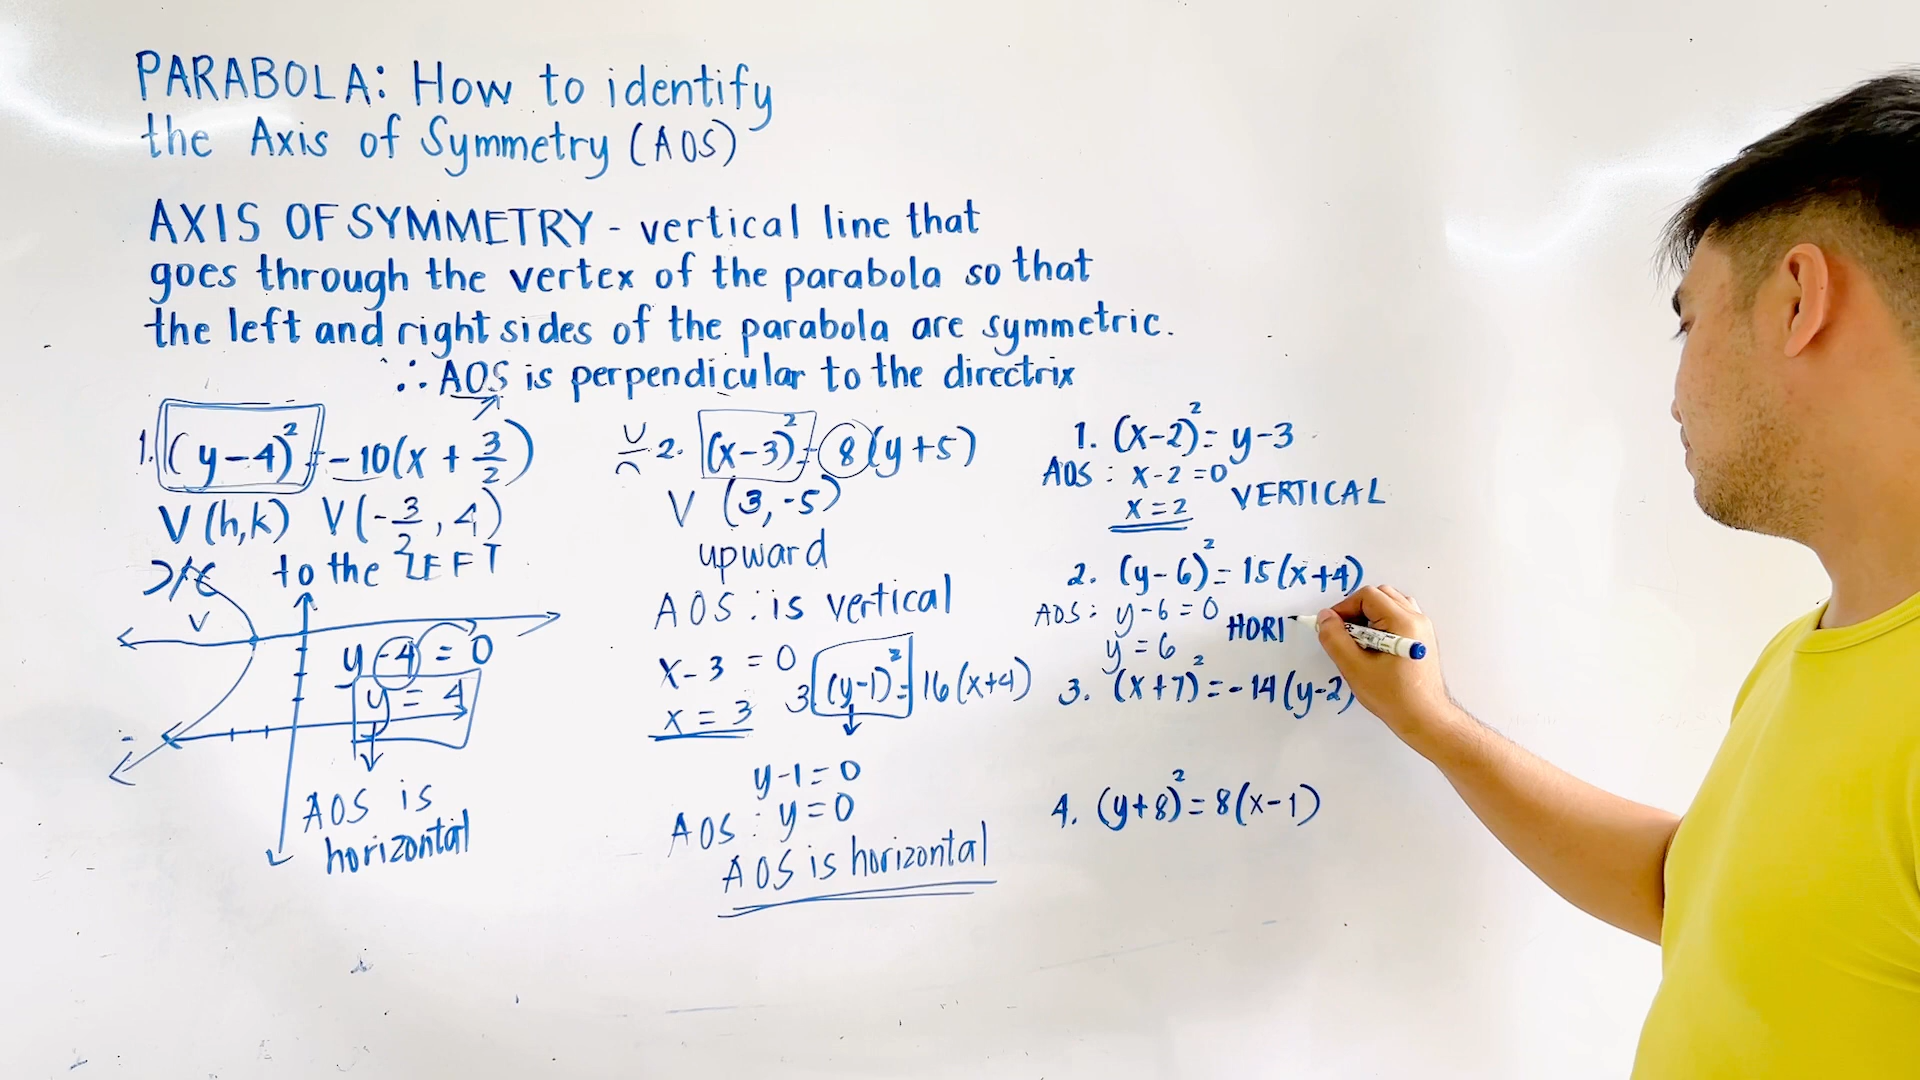 PARABOLA: How to identify
the Axis of Symmetry (AOS)
AXIS OF SYMMETRY - vertical line that
goes through the vertex of the parabola so that
the left and right sides of the parabola are symmetric.
∴ AOS is perpendicular to the directrix
1. (y-4)² = -10(x + 3/2)
V(h,k) V(-3/2, 4)
to the LEFT
V
y-4 = 0
y = 4
AOS is
horizontal
2. (x-3)² = 8(y+5)
V (3,-5)
upward
AOS: is vertical
x-3 = 0
x = 3
3. (y-1)² = 16(x+4)
y-1=0
AOS: y=0
AOS is horizontal
1. (x-2)² = y-3
AOS: x-2=0
x=2
VERTICAL
2. (y-6)² = 15(x+4)
AOS: y-6=0
y=6
HORI
3. (x+7)² = -14(y-2)
4. (y+8)² = 8(x-1)